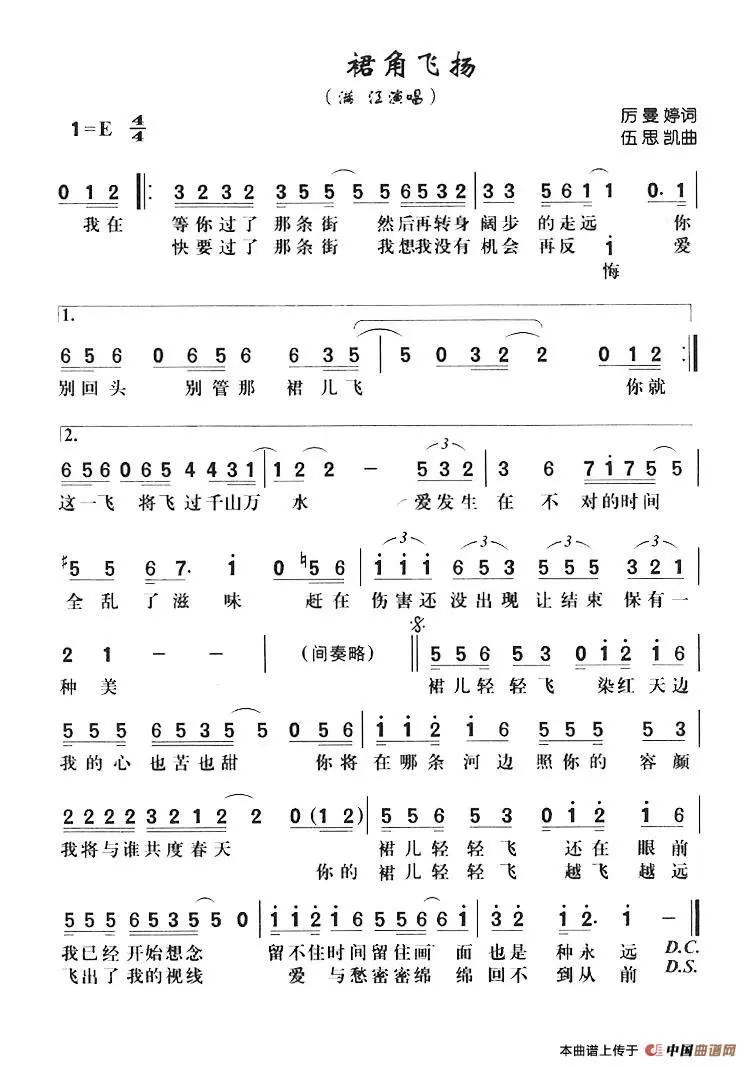 裙角飞扬
(满 江演唱)
1=E 4/4
厉曼婷词
伍思凯曲
0 1 2 3 2 3 2 3 5 5 5 5 5 6 5 3 2 3 3 5 6 1 1 1 0. 1
我在 等你过了 那条街 然后再转身 阔步 的走远 你
快要过了 那条街 我想我没有 机会 再反 i 爱
悔
1.
6 5 6 0 6 5 6 6 3 5 5 0 3 2 2 2 0 1 2
别回头 别管那 裙儿飞 你就
2.
6 5 6 0 6 5 4 4 3 1 1 2 2 - 5 3 2 3 6 7 i 7 5 5
这一飞 将飞过千山万 水 爱发生 在 不 对的时间
#5 5 6 7. i 0 ♮5 6 i i i 6 5 3 5 5 5 3 2 1
全乱 了滋 味 赶在 伤害还 没出现 让结束 保有一
2 1 - - (间奏略) 5 5 6 5 3 0 i 2 i 6
种美 裙儿轻轻飞 染红 天边
5 5 5 6 5 3 5 5 0 5 6 i i 2 i 6 5 5 5 5 3
我的心 也苦也甜 你将 在哪条 河边 照你的 容颜
2 2 2 2 3 2 1 2 2 0 (1 2) 5 5 6 5 3 0 i 2 i 6
我将与谁共度春天 裙儿轻轻飞 还在 眼前
你的 裙儿轻轻飞 越飞 越远
5 5 5 6 5 3 5 5 0 i i 2 i 6 5 5 6 6 i 3 2 i 2. i -
我已经 开始想念 留不住时间留住画 面 也是 种永 远 D.C.
飞出了 我的视线 爱 与愁密密绵 绵 回不 到从 前 D.S.
本曲谱上传于 中国曲谱网